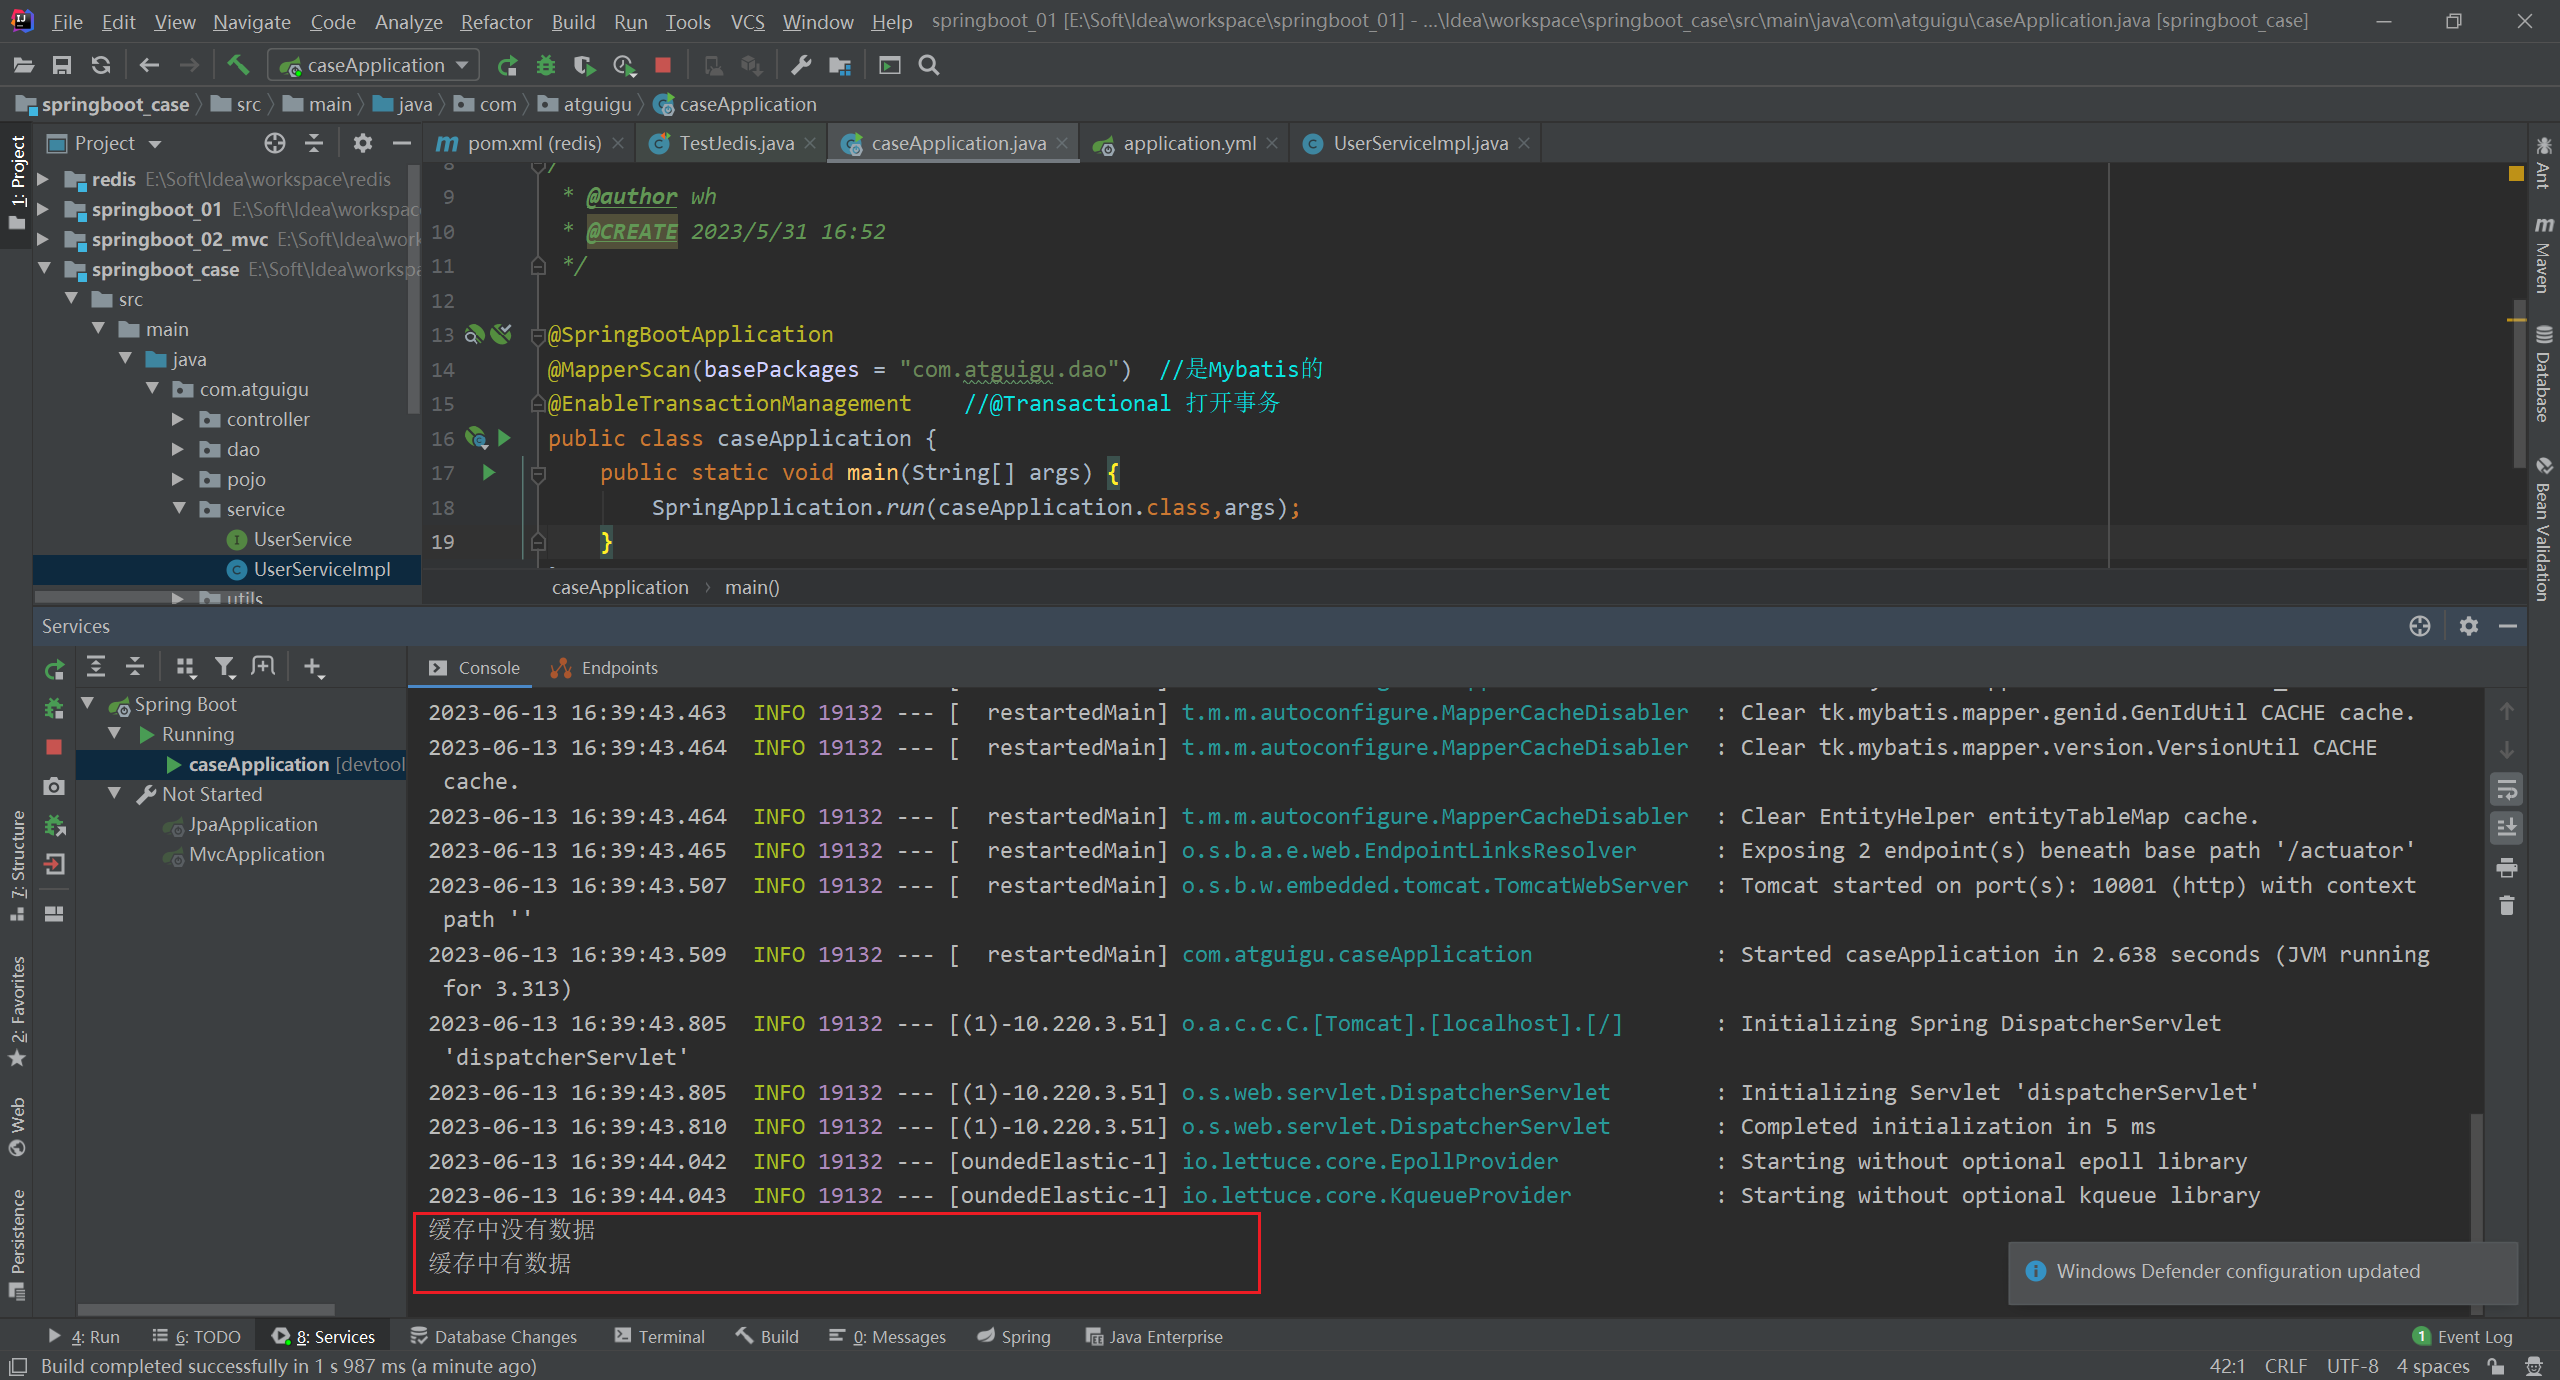 File Edit View Navigate Code Analyze Refactor Build Run Tools VCS Window Help springboot_01 [E:\Soft\Idea\workspace\springboot_01] - ...\Idea\workspace\springboot_case\src\main\java\com\atguigu\caseApplication.java [springboot_case]
caseApplication
springboot_case src main java com atguigu caseApplication
Project pom.xml (redis) TestJedis.java caseApplication.java application.yml UserServiceImpl.java
1: Project
redis E:\Soft\Idea\workspace\redis
springboot_01 E:\Soft\Idea\workspac
springboot_02_mvc E:\Soft\Idea\work
springboot_case E:\Soft\Idea\workspa
src
main
java
com.atguigu
controller
dao
pojo
service
UserService
UserServiceImpl
utils
8 /
9 * @author wh
10 * @CREATE 2023/5/31 16:52
11 */
12
13 @SpringBootApplication
14 @MapperScan(basePackages = "com.atguigu.dao") //是Mybatis的
15 @EnableTransactionManagement //@Transactional 打开事务
16 public class caseApplication {
17 public static void main(String[] args) {
18 SpringApplication.run(caseApplication.class,args);
19 }
caseApplication › main()
Ant
Maven
Database
Bean Validation
Services
Console Endpoints
Spring Boot
Running
caseApplication [devtool
Not Started
JpaApplication
MvcApplication
2023-06-13 16:39:43.463 INFO 19132 --- [ restartedMain] t.m.m.autoconfigure.MapperCacheDisabler : Clear tk.mybatis.mapper.genid.GenIdUtil CACHE cache.
2023-06-13 16:39:43.464 INFO 19132 --- [ restartedMain] t.m.m.autoconfigure.MapperCacheDisabler : Clear tk.mybatis.mapper.version.VersionUtil CACHE
cache.
2023-06-13 16:39:43.464 INFO 19132 --- [ restartedMain] t.m.m.autoconfigure.MapperCacheDisabler : Clear EntityHelper entityTableMap cache.
2023-06-13 16:39:43.465 INFO 19132 --- [ restartedMain] o.s.b.a.e.web.EndpointLinksResolver : Exposing 2 endpoint(s) beneath base path '/actuator'
2023-06-13 16:39:43.507 INFO 19132 --- [ restartedMain] o.s.b.w.embedded.tomcat.TomcatWebServer : Tomcat started on port(s): 10001 (http) with context
path ''
2023-06-13 16:39:43.509 INFO 19132 --- [ restartedMain] com.atguigu.caseApplication : Started caseApplication in 2.638 seconds (JVM running
for 3.313)
2023-06-13 16:39:43.805 INFO 19132 --- [(1)-10.220.3.51] o.a.c.c.C.[Tomcat].[localhost].[/] : Initializing Spring DispatcherServlet
'dispatcherServlet'
2023-06-13 16:39:43.805 INFO 19132 --- [(1)-10.220.3.51] o.s.web.servlet.DispatcherServlet : Initializing Servlet 'dispatcherServlet'
2023-06-13 16:39:43.810 INFO 19132 --- [(1)-10.220.3.51] o.s.web.servlet.DispatcherServlet : Completed initialization in 5 ms
2023-06-13 16:39:44.042 INFO 19132 --- [oundedElastic-1] io.lettuce.core.EpollProvider : Starting without optional epoll library
2023-06-13 16:39:44.043 INFO 19132 --- [oundedElastic-1] io.lettuce.core.KqueueProvider : Starting without optional kqueue library
缓存中没有数据
缓存中有数据
7: Structure
2: Favorites
Web
Persistence
Windows Defender configuration updated
4: Run 6: TODO 8: Services Database Changes Terminal Build 0: Messages Spring Java Enterprise 1 Event Log
Build completed successfully in 1 s 987 ms (a minute ago) 42:1 CRLF UTF-8 4 spaces